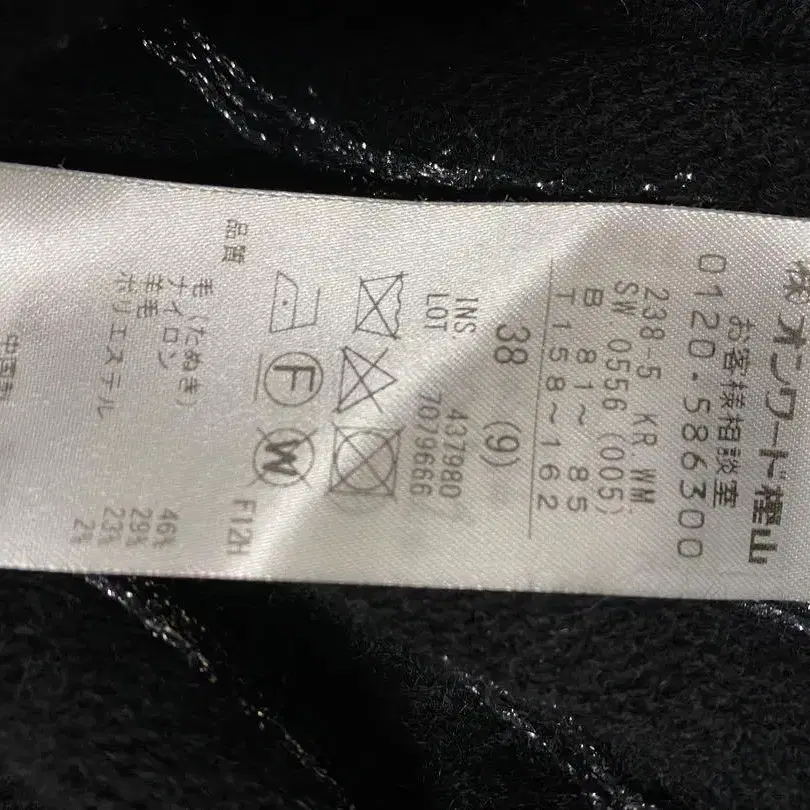 ㈱オンワード樫山
お客様相談室
0120-586300
238-5 KR.WM.
SW.0556 (005)
B 81～ 85
T158～162
38 (9)
INS. 437980
LOT 7079666
F
W
F12H
品質
毛(たぬき) 46%
ナイロン 29%
羊毛 23%
ポリエステル 2%